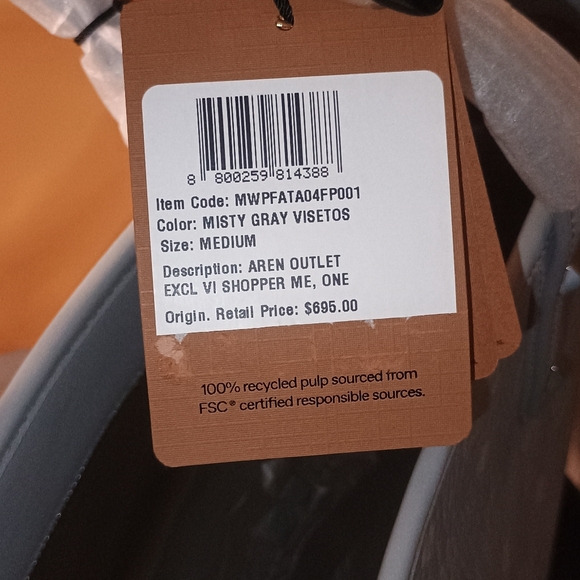 8 800259 814388
Item Code: MWPFATA04FP001
Color: MISTY GRAY VISETOS
Size: MEDIUM
Description: AREN OUTLET
EXCL VI SHOPPER ME, ONE
Origin. Retail Price: $695.00
100% recycled pulp sourced from
FSC® certified responsible sources.